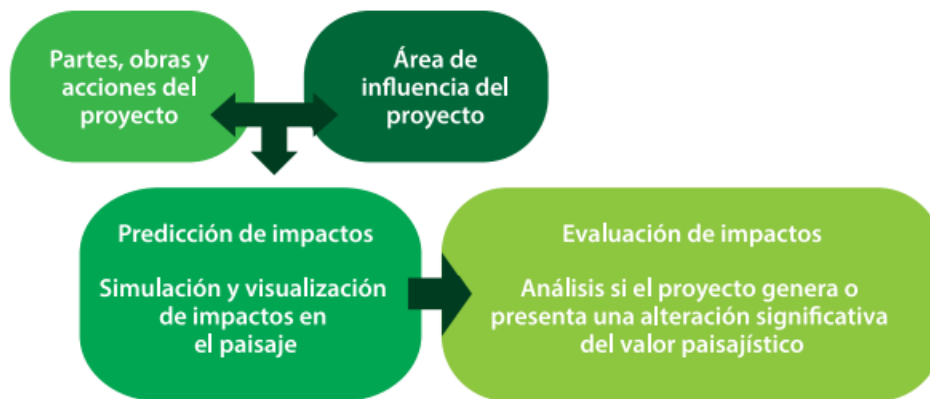 Partes, obras y
acciones del
proyecto
Área de
influencia del
proyecto
Predicción de impactos
Simulación y visualización
de impactos en
el paisaje
Evaluación de impactos
Análisis si el proyecto genera o
presenta una alteración significativa
del valor paisajístico